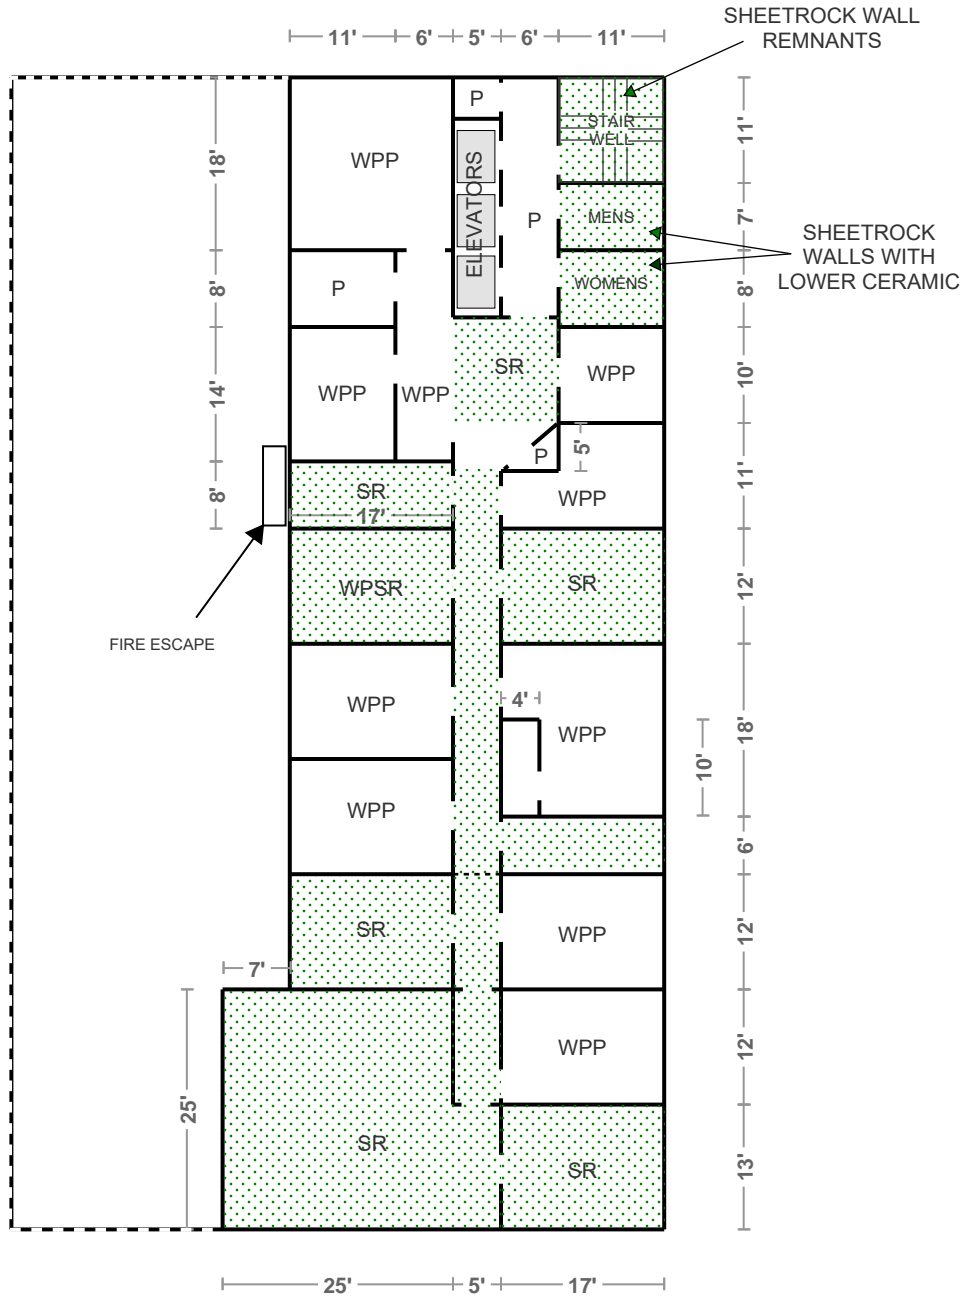 SHEETROCK WALL
REMNANTS
11' 6' 5' 6' 11'
P
STAIR
WELL
11'
18'
WPP
ELEVATORS
P
MENS
7'
SHEETROCK
WALLS WITH
LOWER CERAMIC
8'
P
WOMENS
8'
SR
WPP
10'
14'
WPP
WPP
P
5'
8'
SR
17'
WPP
11'
WPSR
SR
12'
FIRE ESCAPE
4'
WPP
WPP
18'
10'
WPP
6'
SR
WPP
12'
7'
WPP
12'
25'
SR
SR
13'
25' 5' 17'